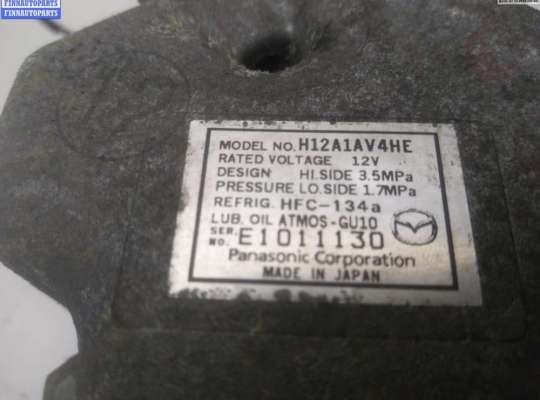 FINNAUTOPARTS
FINNAUTOPARTS
MODEL NO. H12A1AV4HE
RATED VOLTAGE 12V
DESIGN HI.SIDE 3.5MPa
PRESSURE LO.SIDE 1.7MPa
REFRIG. HFC-134a
LUB. OIL ATMOS-GU10
SER. NO. E1011130
Panasonic Corporation
MADE IN JAPAN